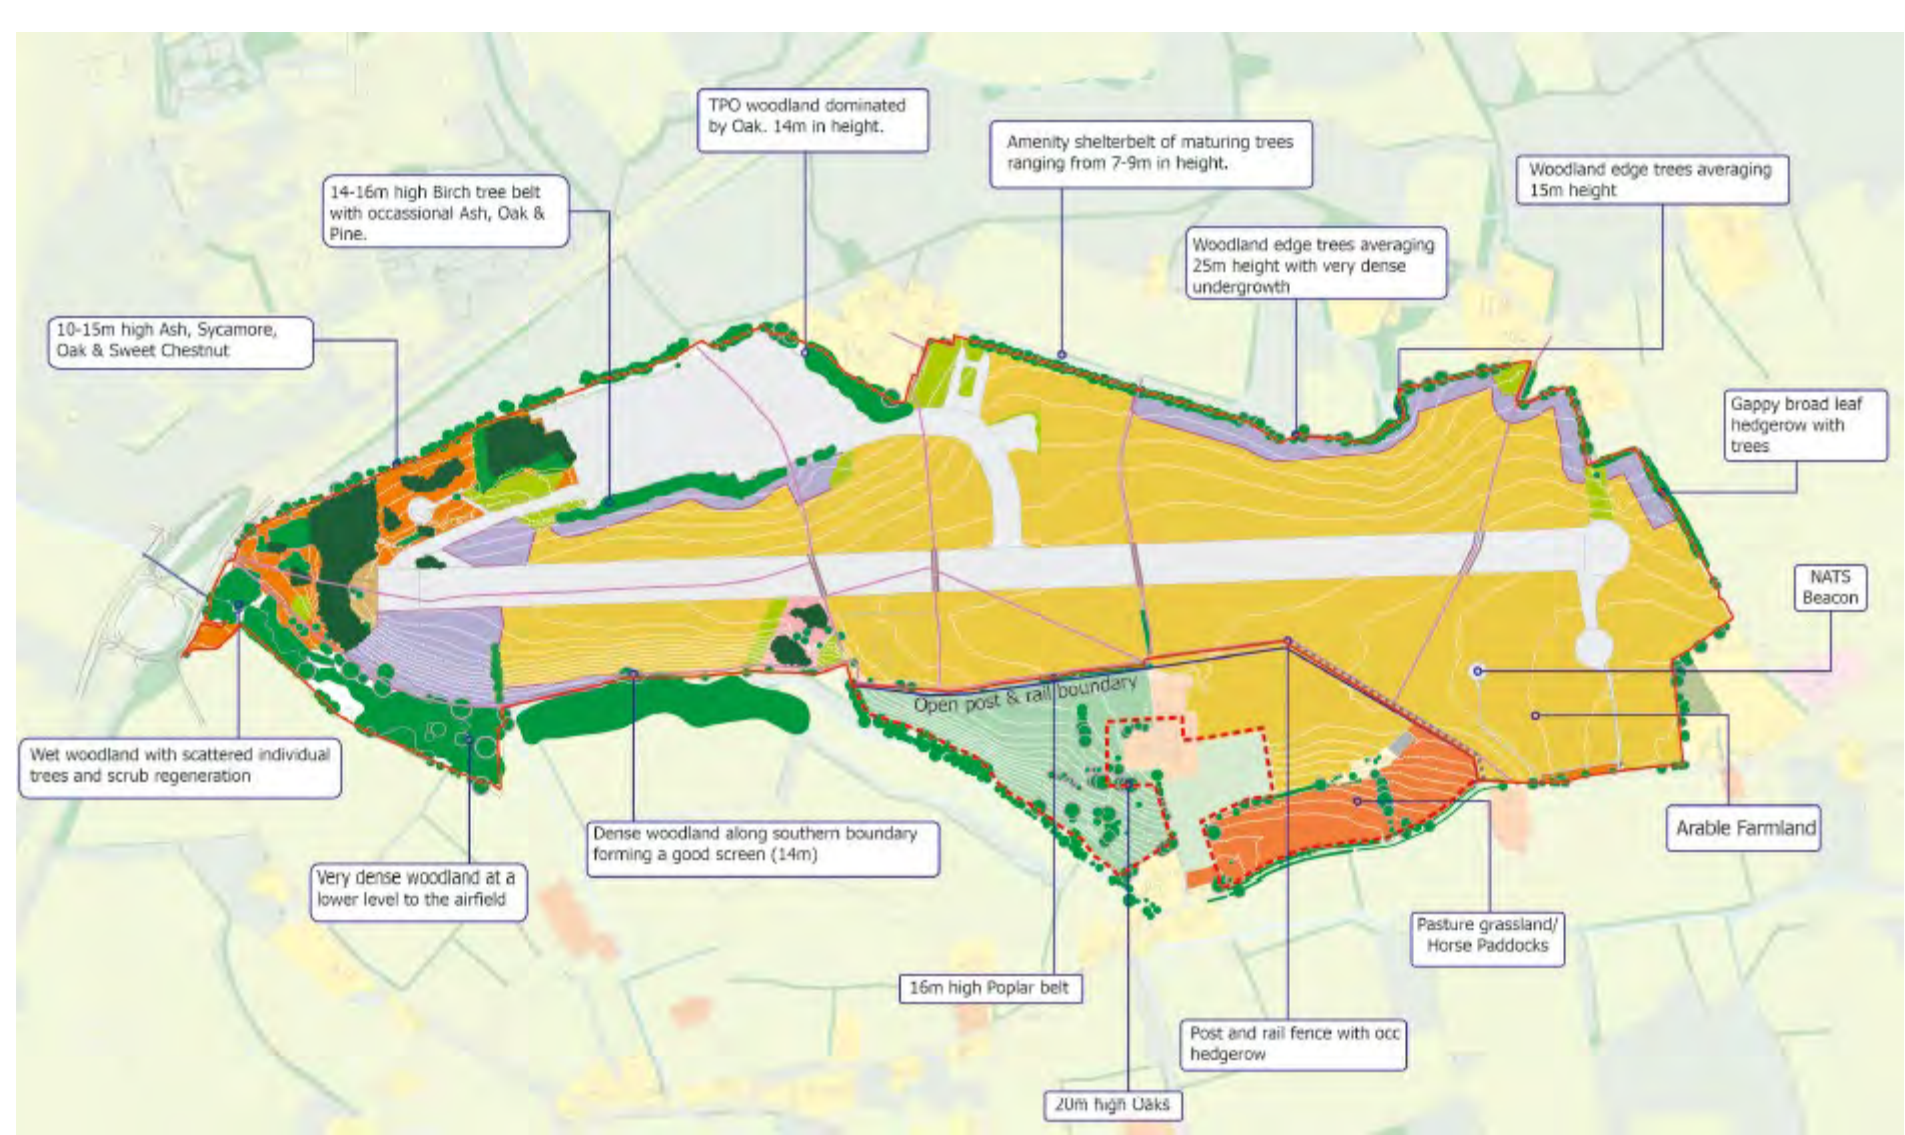 TPO woodland dominated
by Oak. 14m in height.
Amenity shelterbelt of maturing trees
ranging from 7-9m in height.
Woodland edge trees averaging
15m height
14-16m high Birch tree belt
with occassional Ash, Oak &
Pine.
Woodland edge trees averaging
25m height with very dense
undergrowth
10-15m high Ash, Sycamore,
Oak & Sweet Chestnut
Gappy broad leaf
hedgerow with
trees
NATS
Beacon
Open post & rail boundary
Wet woodland with scattered individual
trees and scrub regeneration
Arable Farmland
Dense woodland along southern boundary
forming a good screen (14m)
Very dense woodland at a
lower level to the airfield
Pasture grassland/
Horse Paddocks
16m high Poplar belt
Post and rail fence with occ
hedgerow
20m high Oaks